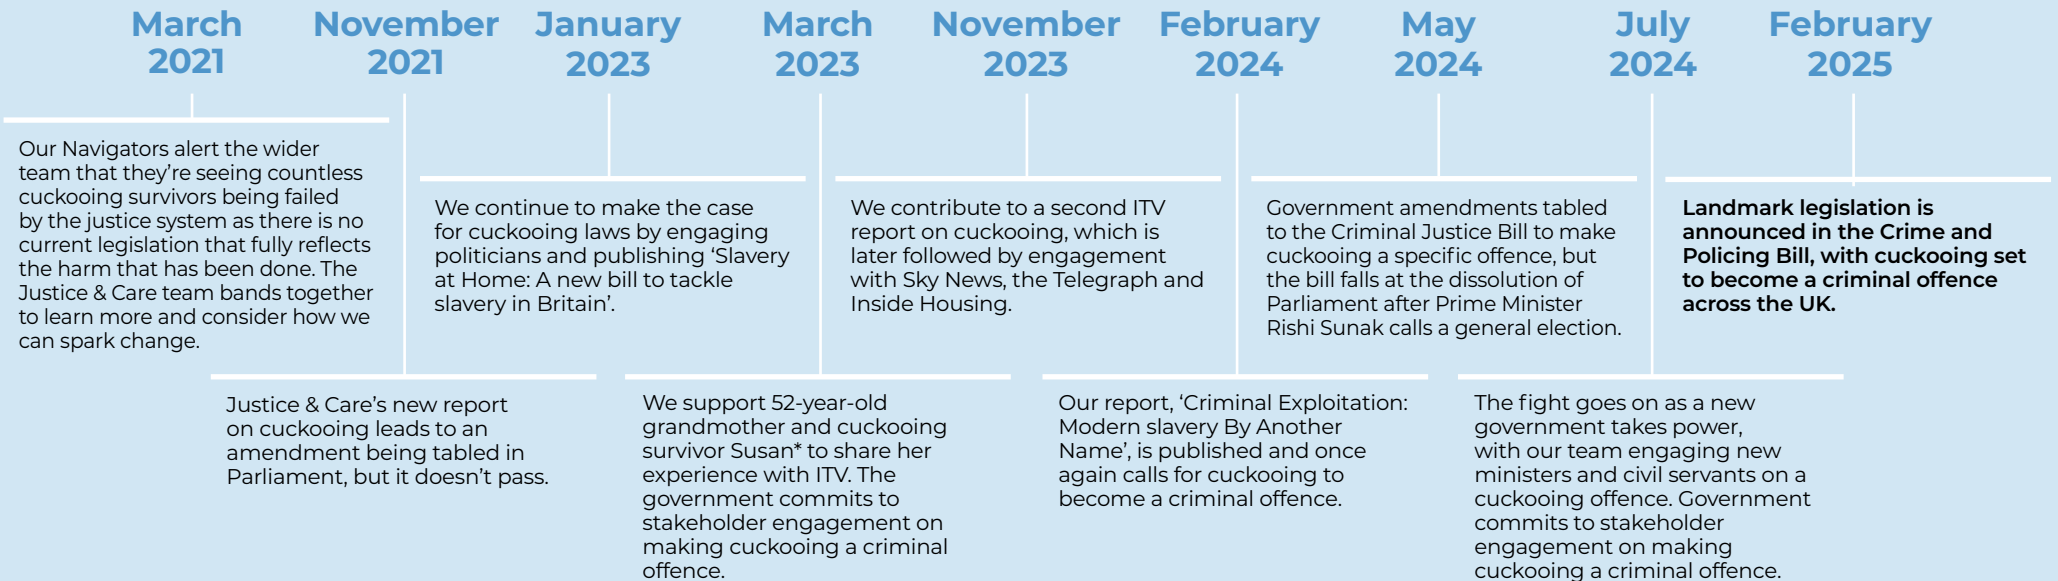 March
2021
Our Navigators alert the wider
team that they're seeing countless
cuckooing survivors being failed
by the justice system as there is no
current legislation that fully reflects
the harm that has been done. The
Justice & Care team bands together
to learn more and consider how we
can spark change.
November
2021
Justice & Care's new report
on cuckooing leads to an
amendment being tabled in
Parliament, but it doesn't pass.
January
2023
We continue to make the case
for cuckooing laws by engaging
politicians and publishing 'Slavery
at Home: A new bill to tackle
slavery in Britain'.
March
2023
We support 52-year-old
grandmother and cuckooing
survivor Susan* to share her
experience with ITV. The
government commits to
stakeholder engagement on
making cuckooing a criminal
offence.
November
2023
We contribute to a second ITV
report on cuckooing, which is
later followed by engagement
with Sky News, the Telegraph and
Inside Housing.
February
2024
Our report, 'Criminal Exploitation:
Modern slavery By Another
Name', is published and once
again calls for cuckooing to
become a criminal offence.
May
2024
Government amendments tabled
to the Criminal Justice Bill to make
cuckooing a specific offence, but
the bill falls at the dissolution of
Parliament after Prime Minister
Rishi Sunak calls a general election.
July
2024
The fight goes on as a new
government takes power,
with our team engaging new
ministers and civil servants on a
cuckooing offence. Government
commits to stakeholder
engagement on making
cuckooing a criminal offence.
February
2025
Landmark legislation is
announced in the Crime and
Policing Bill, with cuckooing set
to become a criminal offence
across the UK.